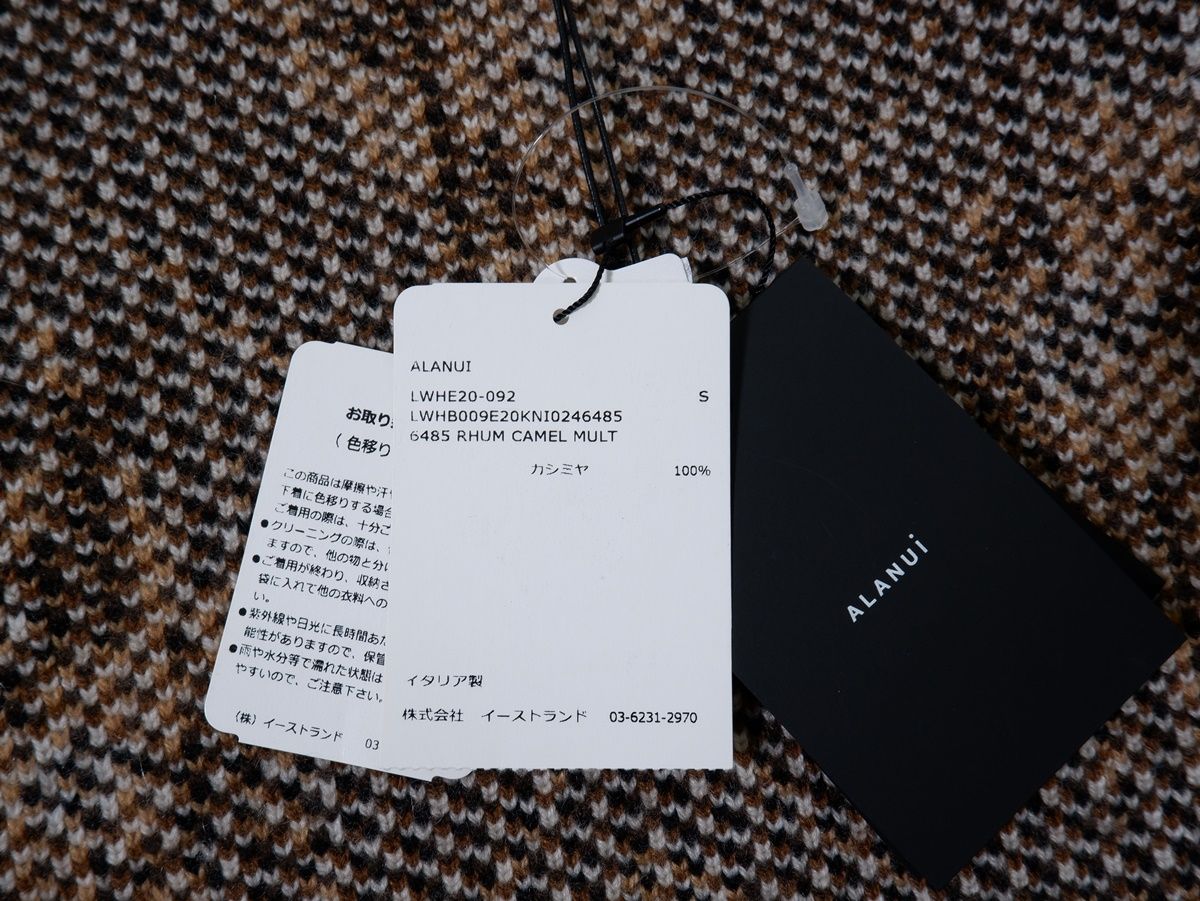 ALANUI
LWHE20-092 S
LWHB009E20KNI0246485
6485 RHUM CAMEL MULT
カシミヤ 100%
イタリア製
株式会社 イーストランド 03-6231-2970
お取り
(色移り
この商品は摩擦や汗
下着に色移りする場合
ご着用の際は、十分ご
●クリーニングの際は、
ますので、他の物と分け
●ご着用が終わり、収納さ
袋に入れて他の衣料への
い。
●紫外線や日光に長時間あた
能性がありますので、保管
●雨や水分等で濡れた状態は
やすいので、ご注意下さい。
(株) イーストランド 03
ALANUi